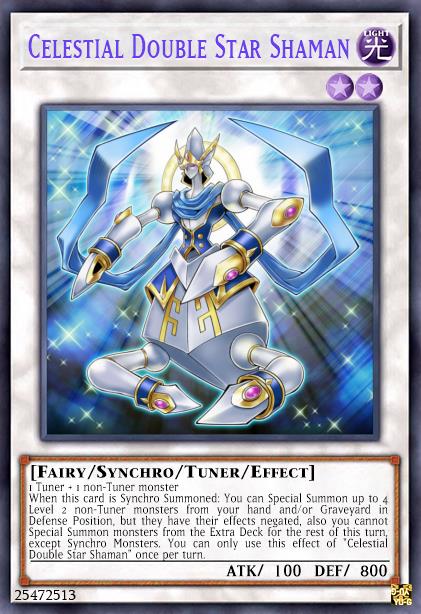 Celestial Double Star Shaman
LIGHT
光
[Fairy/Synchro/Tuner/Effect]
1 Tuner + 1 non-Tuner monster
When this card is Synchro Summoned: You can Special Summon up to 4
Level 2 non-Tuner monsters from your hand and/or Graveyard in
Defense Position, but they have their effects negated, also you cannot
Special Summon monsters from the Extra Deck for the rest of this turn,
except Synchro Monsters. You can only use this effect of "Celestial
Double Star Shaman" once per turn.
ATK/ 100 DEF/ 800
25472513